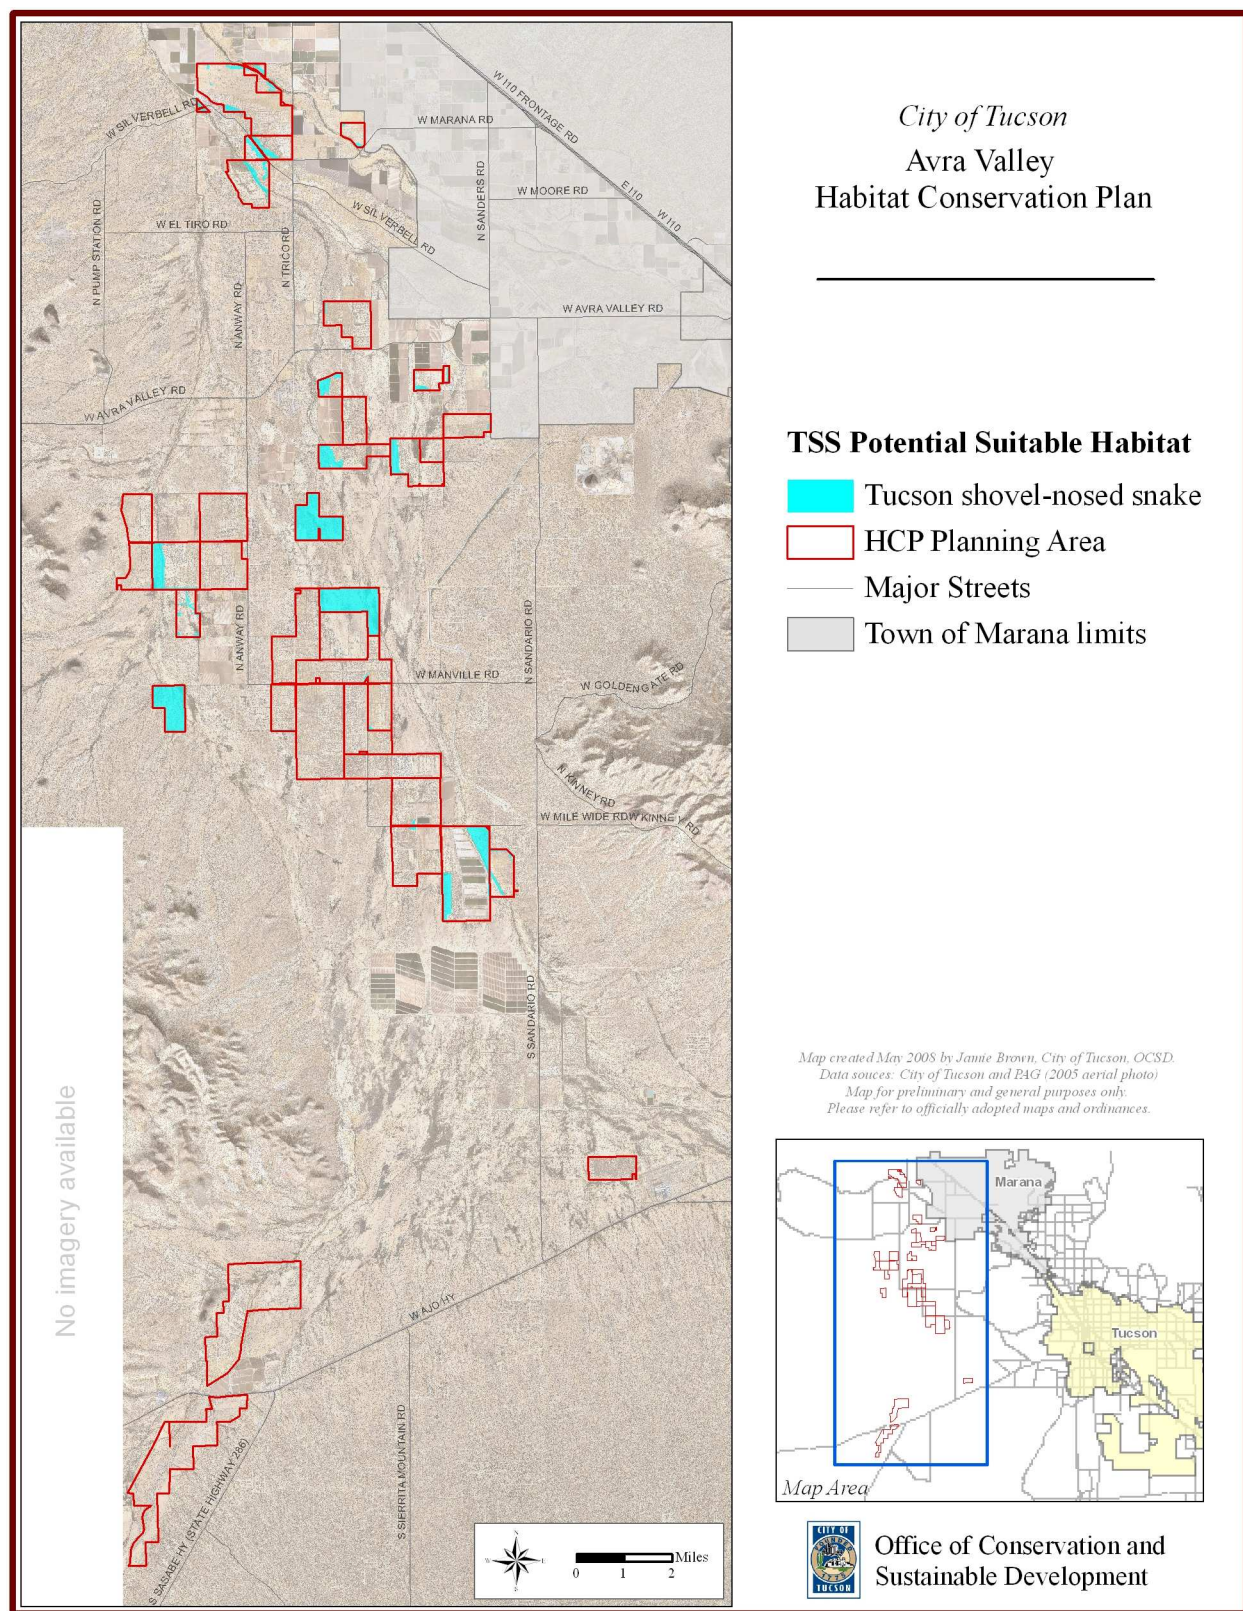 City of Tucson
Avra Valley
Habitat Conservation Plan
TSS Potential Suitable Habitat
Tucson shovel-nosed snake
HCP Planning Area
Major Streets
Town of Marana limits
W SILVERBELL RD
W I10 FRONTAGE RD
W MARANA RD
N SANDERS RD
W MOORE RD
E I10
W I10
N PUMP STATION RD
W EL TIRO RD
N TRICO RD
W SILVERBELL RD
N ANWAY RD
W AVRA VALLEY RD
W AVRA VALLEY RD
N ANWAY RD
N SANDARIO RD
W MANVILLE RD
W GOLDEN GATE RD
N KINNEY RD
W MILE WIDE RD
W KINNEY RD
S SANDARIO RD
No imagery available
W AJO HY
S SASABE HY (STATE HIGHWAY 286)
S SIERRITA MOUNTAIN RD
N
W
E
S
0 1 2
Miles
Map created May 2008 by Jamie Brown, City of Tucson, OCSD.
Data souces: City of Tucson and PAG (2005 aerial photo)
Map for preliminary and general purposes only.
Please refer to officially adopted maps and ordinances.
Marana
Tucson
Map Area
CITY OF
TUCSON
Office of Conservation and
Sustainable Development